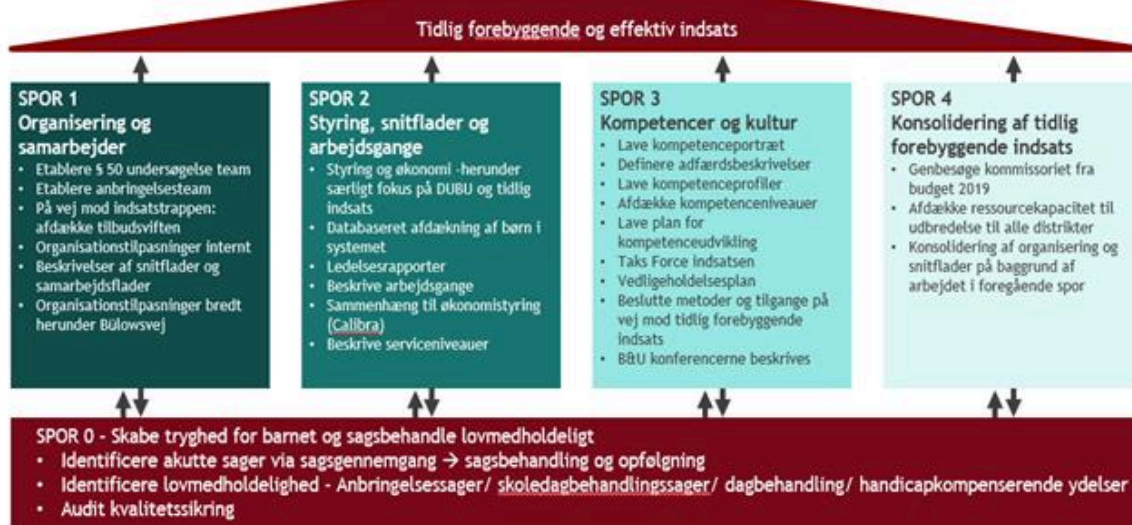 Tidlig forebyggende og effektiv indsats
SPOR 1
Organisering og
samarbejder
• Etablere § 50 undersøgelse team
• Etablere anbringelsesteam
• På vej mod indsatstrappen:
afdække tilbudsviften
• Organisationstilpasninger internt
• Beskrivelser af snitflader og
samarbejdsflader
• Organisationstilpasninger bredt
herunder Bülowsvej
SPOR 2
Styring, snitflader og
arbejdsgange
• Styring og økonomi -herunder
særligt fokus på DUBU og tidlig
indsats
• Databaseret afdækning af børn i
systemet
• Ledelsesrapporter
• Beskrive arbejdsgange
• Sammenhæng til økonomistyring
(Calibra)
• Beskrive serviceniveauer
SPOR 3
Kompetencer og kultur
• Lave kompetenceportræt
• Definere adfærdsbeskrivelser
• Lave kompetenceprofiler
• Afdække kompetenceniveauer
• Lave plan for
kompetenceudvikling
• Taks Force indsatsen
• Vedligeholdelsesplan
• Beslutte metoder og tilgange på
vej mod tidlig forebyggende
indsats
• B&U konferencerne beskrives
SPOR 4
Konsolidering af tidlig
forebyggende indsats
• Genbesøge kommissoriet fra
budget 2019
• Afdække ressourcekapacitet til
udbredelse til alle distrikter
• Konsolidering af organisering og
snitflader på baggrund af
arbejdet i foregående spor
SPOR 0 - Skabe tryghed for barnet og sagsbehandle lovmedholdeligt
• Identificere akutte sager via sagsgennemgang → sagsbehandling og opfølgning
• Identificere lovmedholdelighed - Anbringelsessager/ skoledagbehandlingssager/ dagbehandling/ handicapkompenserende ydelser
• Audit kvalitetssikring